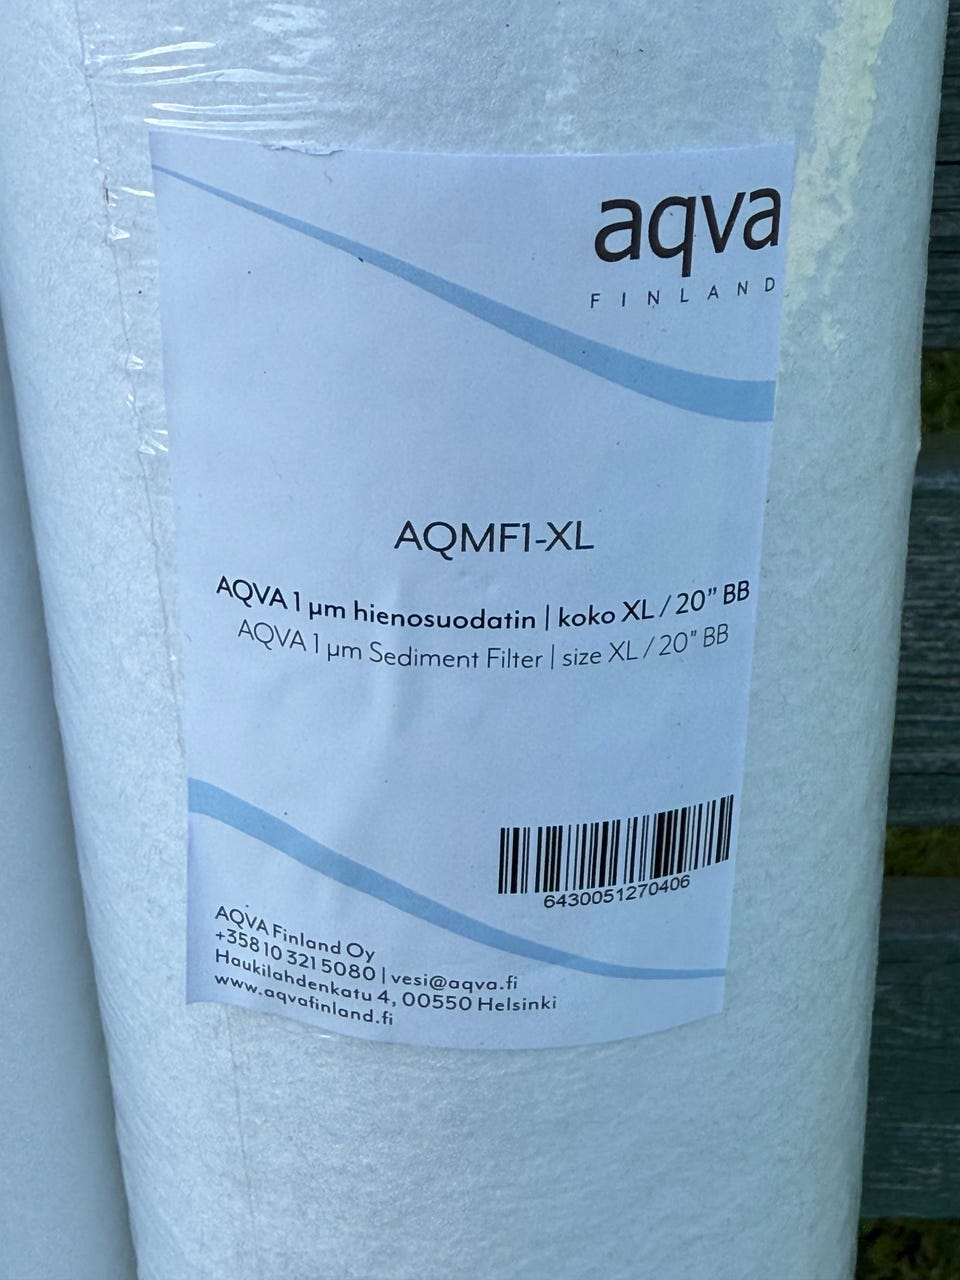 aqva
FINLAND
AQMF1-XL
AQVA 1 µm hienosuodatin | koko XL / 20” BB
AQVA 1 µm Sediment Filter | size XL / 20” BB
6430051270406
AQVA Finland Oy
+358 10 321 5080 | vesi@aqva.fi
Haukilahdenkatu 4, 00550 Helsinki
www.aqvafinland.fi